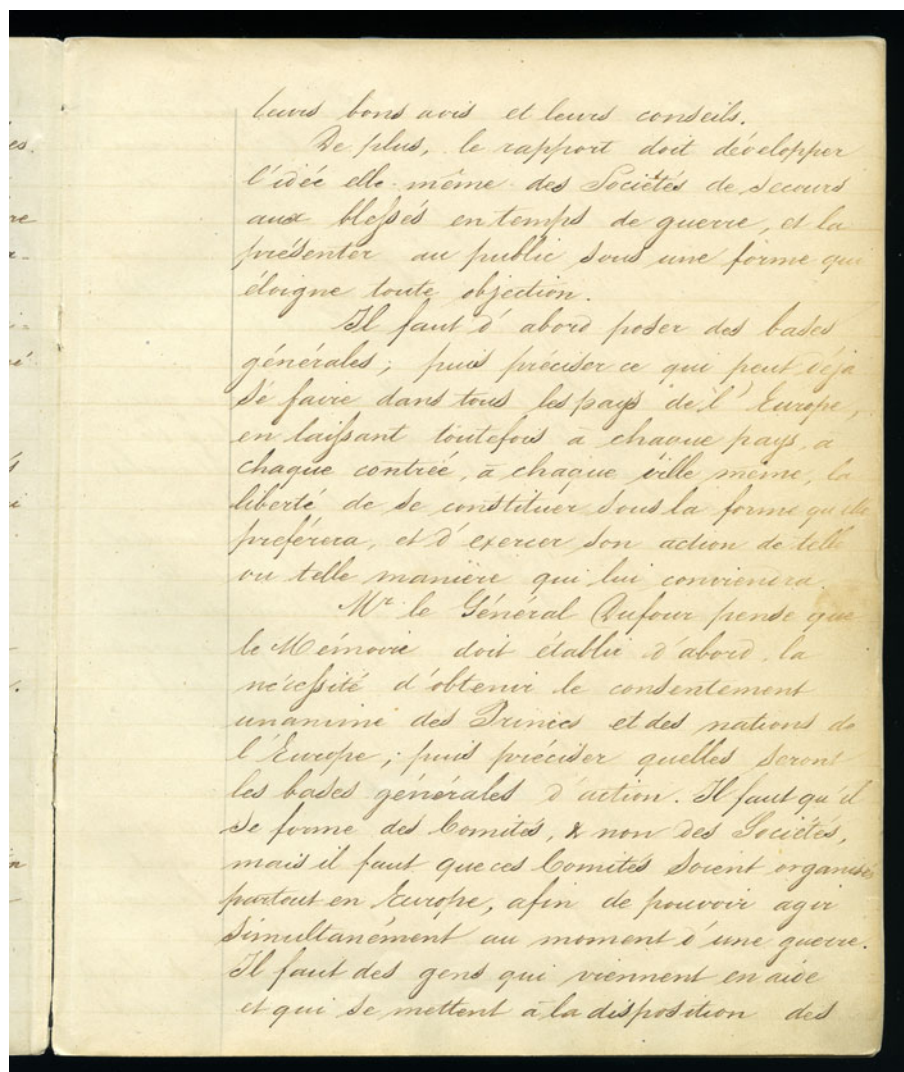 leurs bons avis et leurs conseils.
De plus, le rapport doit développer
l'idée elle-même des Sociétés de secours
aux blessés en temps de guerre, et la
présenter au public sous une forme qui
éloigne toute objection.
Il faut d'abord poser des bases
générales ; puis préciser ce qui peut déjà
se faire dans tous les pays de l'Europe,
en laissant toutefois à chaque pays, à
chaque contrée, à chaque ville même, la
liberté de se constituer sous la forme qu'elle
préférera, et d'exercer son action de telle
ou telle manière qui lui conviendra.
Mr le Général Dufour pense que
le Mémoire doit établir d'abord, la
nécessité d'obtenir le consentement
unanime des Princes et des nations de
l'Europe ; puis préciser quelles seront
les bases générales d'action. Il faut qu'il
se forme des Comités, & non des Sociétés,
mais il faut que ces Comités soient organisés
partout en Europe, afin de pouvoir agir
simultanément au moment d'une guerre.
Il faut des gens qui viennent en aide
et qui se mettent à la disposition des